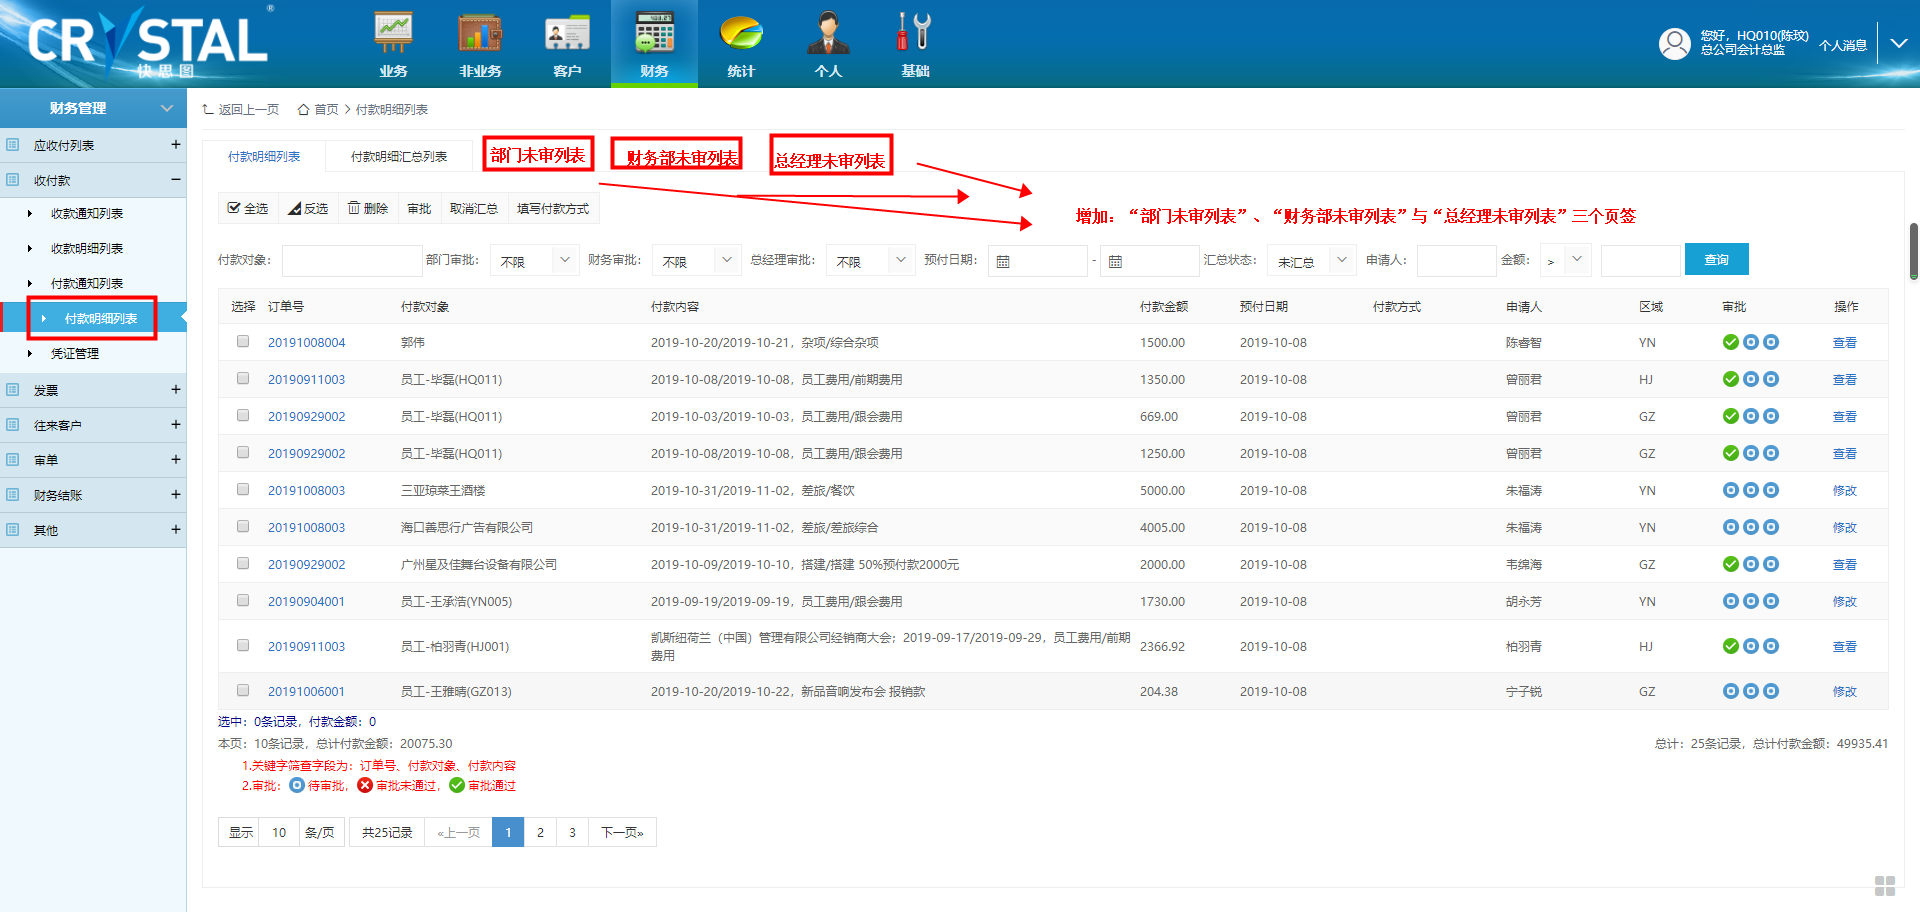 CRYSTAL ®
快思图
业务 非业务 客户 财务 统计 个人 基础
您好，HQ010(陈玟)
总公司会计总监
个人消息
财务管理
应收付列表 +
收付款 −
收款通知列表
收款明细列表
付款通知列表
付款明细列表
凭证管理
发票 +
往来客户 +
审单 +
财务结账 +
其他 +
返回上一页 首页 > 付款明细列表
付款明细列表 付款明细汇总列表 部门未审列表 财务部未审列表 总经理未审列表
全选 反选 删除 审批 取消汇总 填写付款方式
增加：“部门未审列表”、“财务部未审列表”与“总经理未审列表”三个页签
付款对象： 部门审批： 不限 财务审批： 不限 总经理审批： 不限 预付日期： - 汇总状态： 未汇总 申请人： 金额： > 查询
选择 订单号 付款对象 付款内容 付款金额 预付日期 付款方式 申请人 区域 审批 操作
20191008004 郭伟 2019-10-20/2019-10-21，杂项/综合杂项 1500.00 2019-10-08 陈睿智 YN 查看
20190911003 员工-毕磊(HQ011) 2019-10-08/2019-10-08，员工费用/前期费用 1350.00 2019-10-08 曾丽君 HJ 查看
20190929002 员工-毕磊(HQ011) 2019-10-03/2019-10-03，员工费用/跟会费用 669.00 2019-10-08 曾丽君 GZ 查看
20190929002 员工-毕磊(HQ011) 2019-10-08/2019-10-08，员工费用/跟会费用 1250.00 2019-10-08 曾丽君 GZ 查看
20191008003 三亚琼菜王酒楼 2019-10-31/2019-11-02，差旅/餐饮 5000.00 2019-10-08 朱福涛 YN 修改
20191008003 海口善思行广告有限公司 2019-10-31/2019-11-02，差旅/差旅综合 4005.00 2019-10-08 朱福涛 YN 修改
20190929002 广州星及佳舞台设备有限公司 2019-10-09/2019-10-10，搭建/搭建 50%预付款2000元 2000.00 2019-10-08 韦绵海 GZ 查看
20190904001 员工-王承浩(YN005) 2019-09-19/2019-09-19，员工费用/跟会费用 1730.00 2019-10-08 胡永芳 YN 修改
20190911003 员工-柏羽青(HJ001) 凯斯纽荷兰（中国）管理有限公司经销商大会；2019-09-17/2019-09-29，员工费用/前期费用 2366.92 2019-10-08 柏羽青 HJ 查看
20191006001 员工-王雅晴(GZ013) 2019-10-20/2019-10-22，新品音响发布会 报销款 204.38 2019-10-08 宁子锐 GZ 修改
选中：0条记录，付款金额：0
本页：10条记录，总计付款金额：20075.30 总计：25条记录，总计付款金额：49935.41
1.关键字筛查字段为：订单号、付款对象、付款内容
2.审批： 待审批， 审批未通过， 审批通过
显示 10 条/页 共25记录 «上一页 1 2 3 下一页»